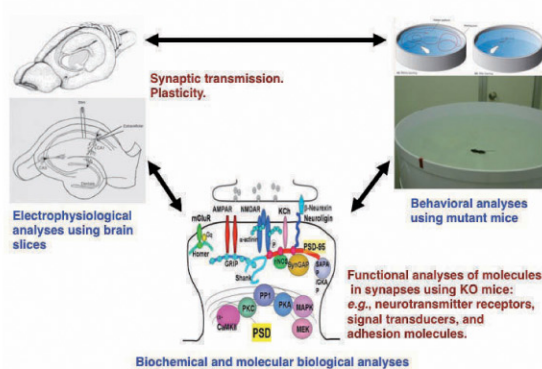 Synaptic transmission.
Plasticity.
Electrophysiological
analyses using brain
slices
Behavioral analyses
using mutant mice
AMPAR
NMDAR
KCh
β-Neurexin
Neuroligin
mGluR
Homer
GRIP
Shank
PSD-95
SynGAP
PP1
PKC
PKA
MAPK
MEK
CaMKII
PSD
Functional analyses of molecules
in synapses using KO mice:
e.g., neurotransmitter receptors,
signal transducers, and
adhesion molecules.
Biochemical and molecular biological analyses